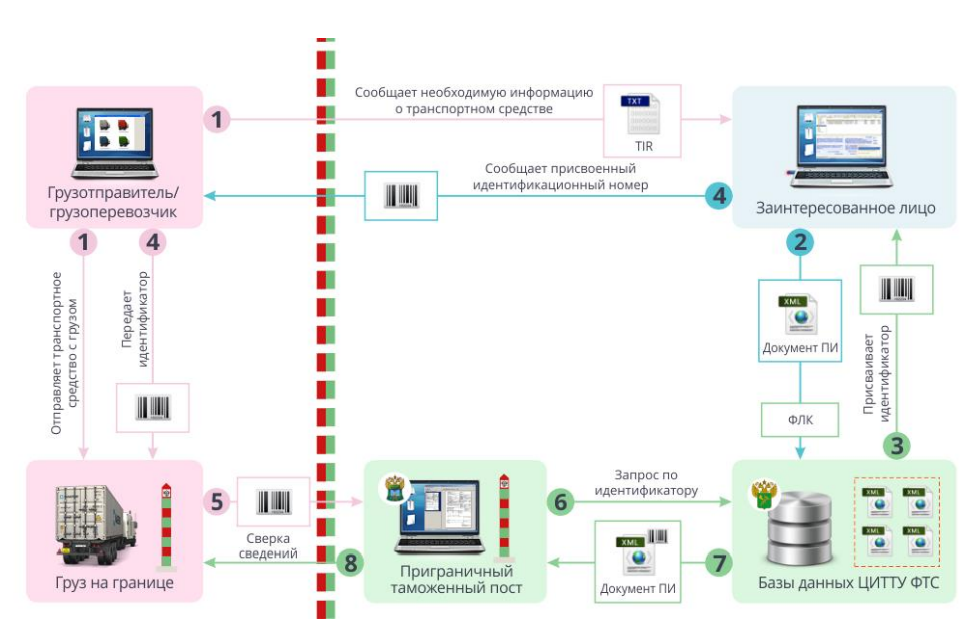 Сообщает необходимую информацию
о транспортном средстве
1
TXT
TIR
Грузотправитель/
грузоперевозчик
Сообщает присвоенный
идентификационный номер
4
Заинтересованное лицо
1
4
2
Отправляет транспортное
средство с грузом
Передает
идентификатор
XML
Документ ПИ
ФЛК
Присваивает
идентификатор
3
5
Сверка
сведений
8
Груз на границе
Приграничный
таможенный пост
6
Запрос по
идентификатору
XML
Документ ПИ
7
XML
XML
XML
XML
Базы данных ЦИТТУ ФТС